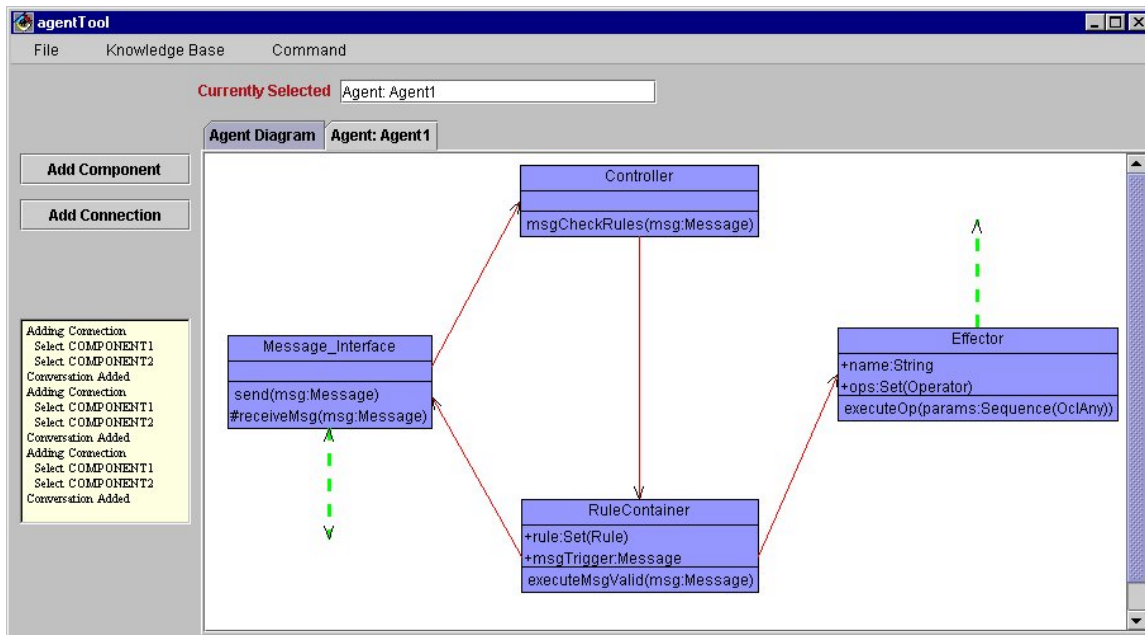 agentTool
File Knowledge Base Command
Currently Selected Agent: Agent1
Agent Diagram Agent: Agent1
Add Component
Add Connection
Adding Connection
Select COMPONENT1
Select COMPONENT2
Conversation Added
Adding Connection
Select COMPONENT1
Select COMPONENT2
Conversation Added
Adding Connection
Select COMPONENT1
Select COMPONENT2
Conversation Added
Controller
msgCheckRules(msg:Message)
Message_Interface
send(msg:Message)
#receiveMsg(msg:Message)
Effector
+name:String
+ops:Set(Operator)
executeOp(params:Sequence(OclAny))
RuleContainer
+rule:Set(Rule)
+msgTrigger:Message
executeMsgValid(msg:Message)